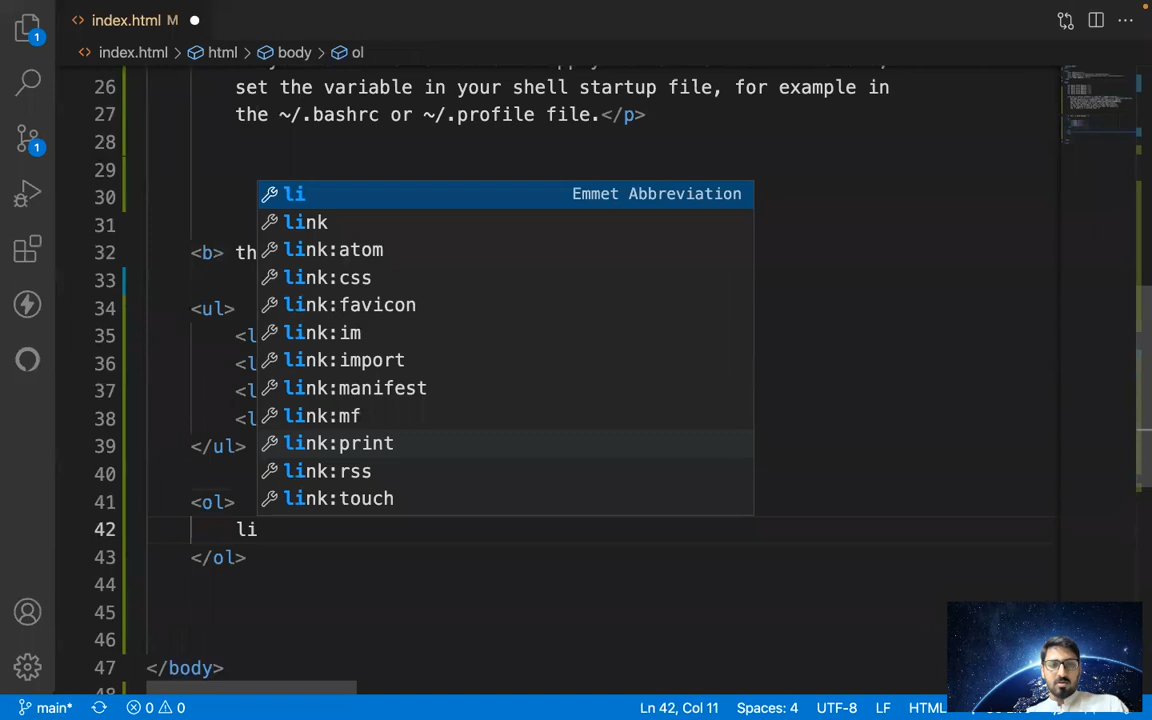 index.html M
index.html > html > body > ol
26 set the variable in your shell startup file, for example in
27 the ~/.bashrc or ~/.profile file.</p>
28
29
30
31
32 <b> th
33
34 <ul>
35 <l
36 <l
37 <l
38 <l
39 </ul>
40
41 <ol>
42 li
43 </ol>
44
45
46
47 </body>
li Emmet Abbreviation
link
link:atom
link:css
link:favicon
link:im
link:import
link:manifest
link:mf
link:print
link:rss
link:touch
1
1
main* 0 0 Ln 42, Col 11 Spaces: 4 UTF-8 LF HTML